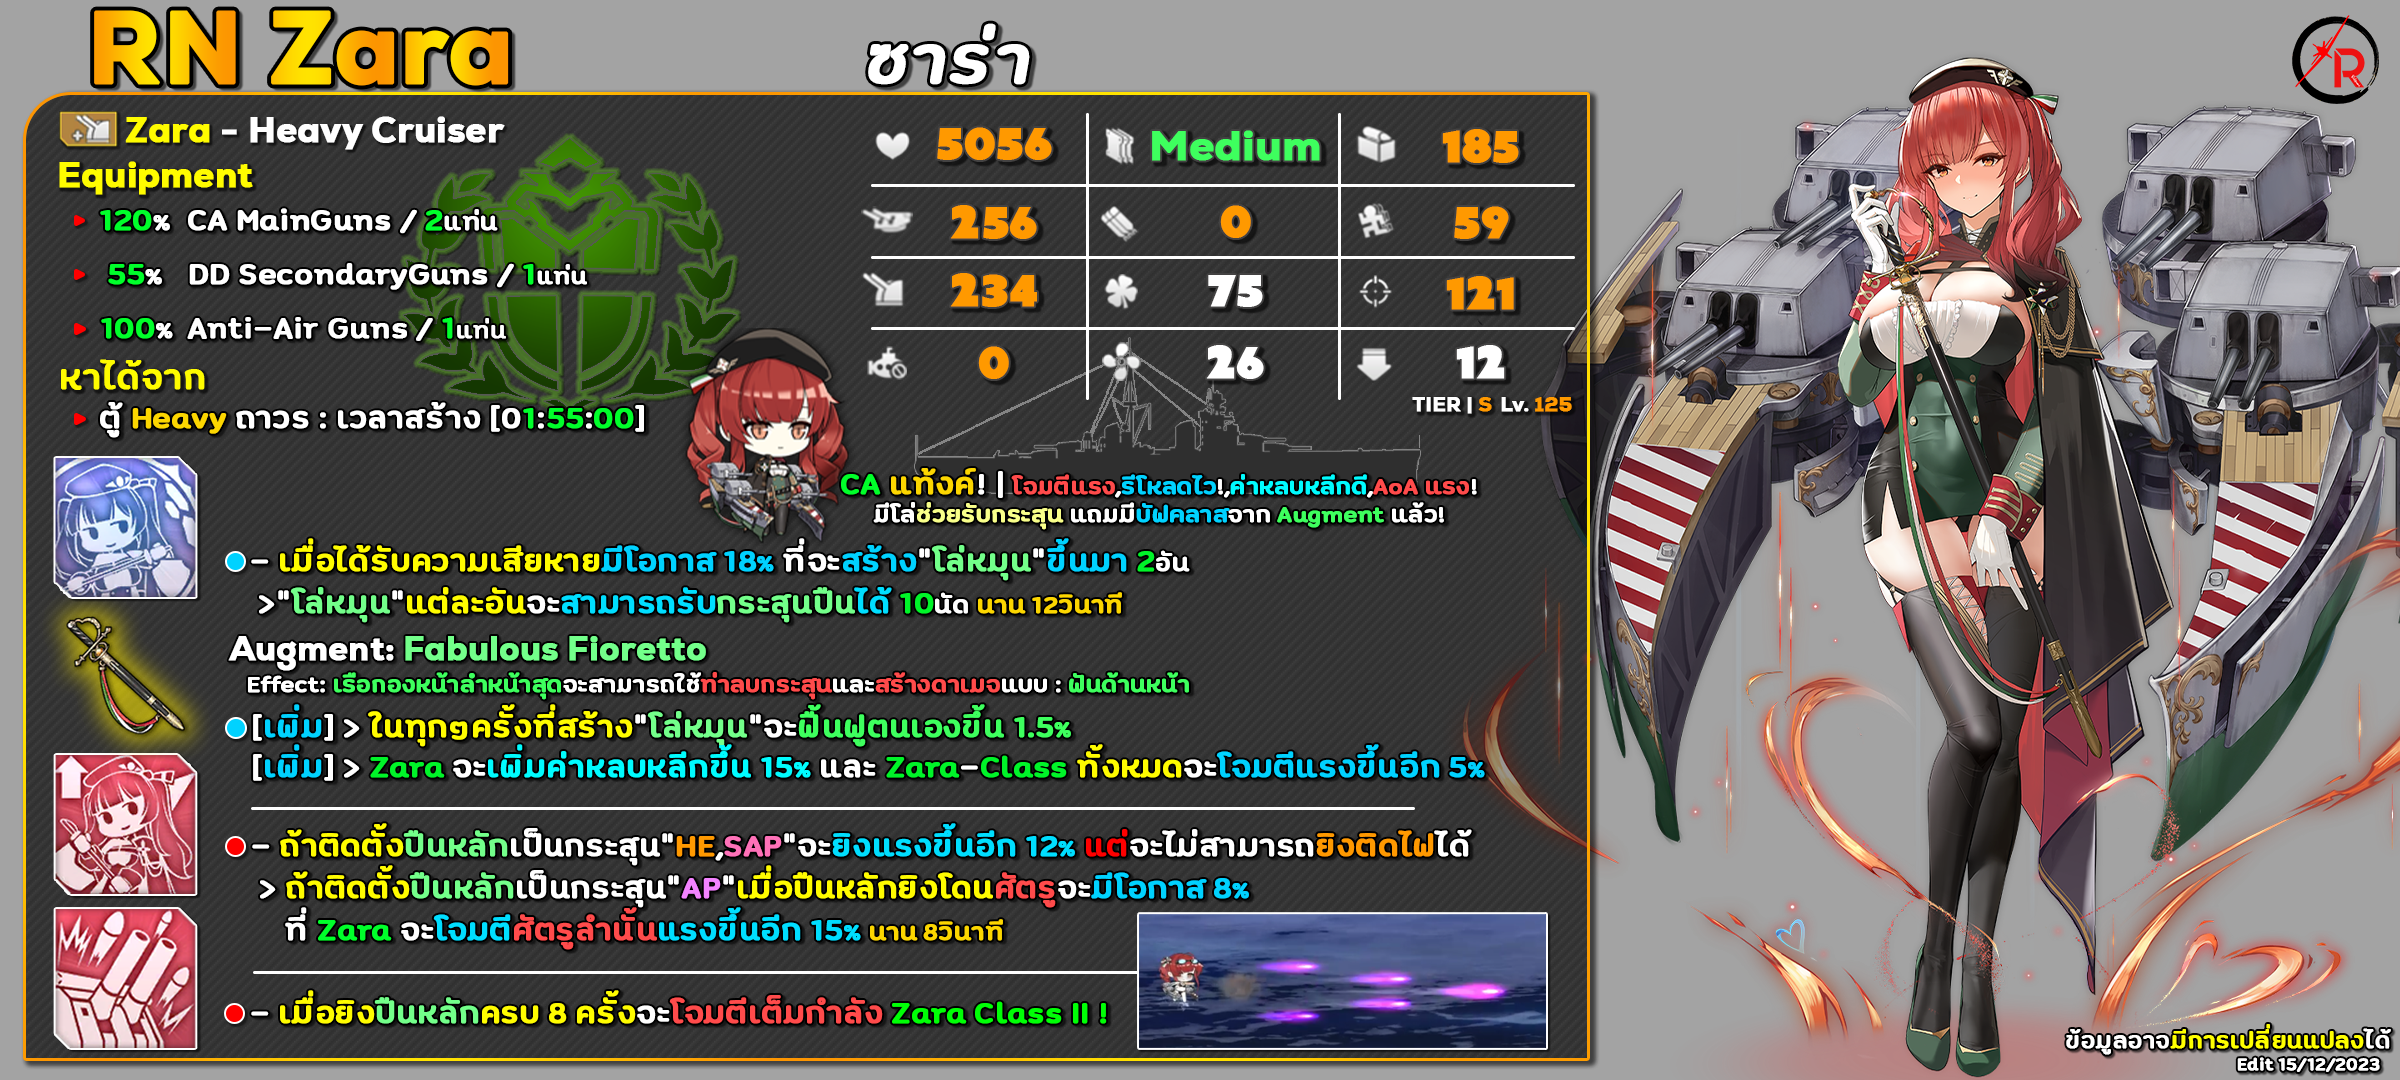 RN Zara
ซาร่า
Zara - Heavy Cruiser
Equipment
120% CA MainGuns / 2แท่น
55% DD SecondaryGuns / 1แท่น
100% Anti-Air Guns / 1แท่น
หาได้จาก
ตู้ Heavy ถาวร : เวลาสร้าง [01:55:00]
5056 Medium 185
256 0 59
234 75 121
0 26 12
TIER | S Lv. 125
CA แท้งค์! | โจมตีแรง,รีโหลดไว!,ค่าหลบหลีกดี,AoA แรง!
มีโล่ช่วยรับกระสุน แถมมีบัฟคลาสจาก Augment แล้ว!
- เมื่อได้รับความเสียหายมีโอกาส 18% ที่จะสร้าง"โล่หมุน"ขึ้นมา 2อัน
>"โล่หมุน"แต่ละอันจะสามารถรับกระสุนปืนได้ 10นัด นาน 12วินาที
Augment: Fabulous Fioretto
Effect: เรือกองหน้าลำหน้าสุดจะสามารถใช้ท่าลบกระสุนและสร้างดาเมจแบบ : ฟันด้านหน้า
[เพิ่ม] > ในทุกๆครั้งที่สร้าง"โล่หมุน"จะฟื้นฟูตนเองขึ้น 1.5%
[เพิ่ม] > Zara จะเพิ่มค่าหลบหลีกขึ้น 15% และ Zara-Class ทั้งหมดจะโจมตีแรงขึ้นอีก 5%
- ถ้าติดตั้งปืนหลักเป็นกระสุน"HE,SAP"จะยิงแรงขึ้นอีก 12% แต่จะไม่สามารถยิงติดไฟได้
> ถ้าติดตั้งปืนหลักเป็นกระสุน"AP"เมื่อปืนหลักยิงโดนศัตรูจะมีโอกาส 8%
ที่ Zara จะโจมตีศัตรูลำนั้นแรงขึ้นอีก 15% นาน 8วินาที
- เมื่อยิงปืนหลักครบ 8 ครั้งจะโจมตีเต็มกำลัง Zara Class II !
R
ข้อมูลอาจมีการเปลี่ยนแปลงได้
Edit 15/12/2023